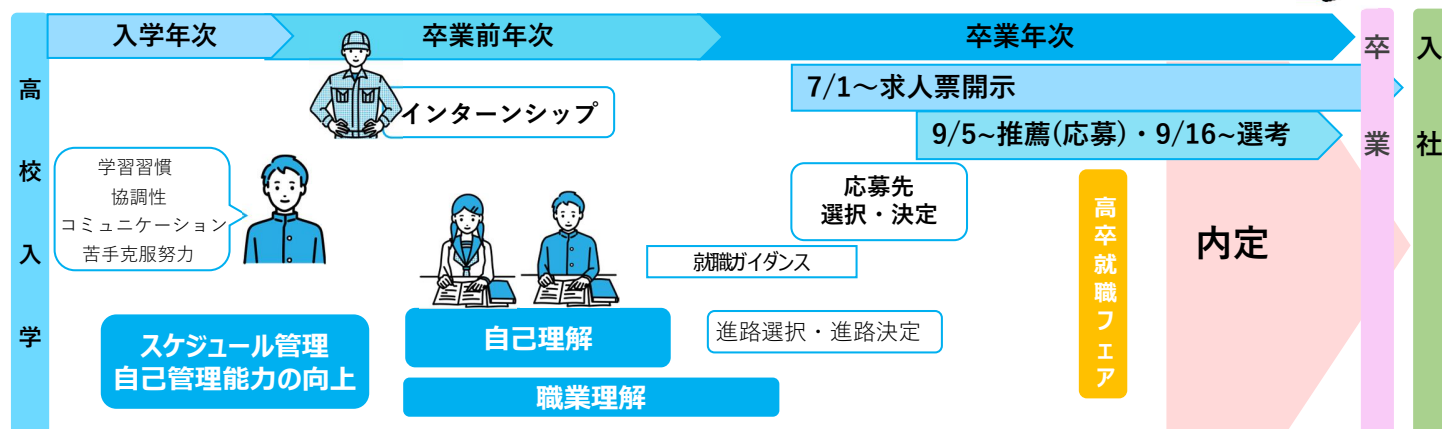 高校入学
入学年次
卒業前年次
卒業年次
卒業
入社
7/1～求人票開示
インターンシップ
9/5~推薦(応募)・9/16~選考
学習習慣
協調性
コミュニケーション
苦手克服努力
応募先
選択・決定
高卒就職フェア
内定
就職ガイダンス
スケジュール管理
自己管理能力の向上
自己理解
進路選択・進路決定
職業理解